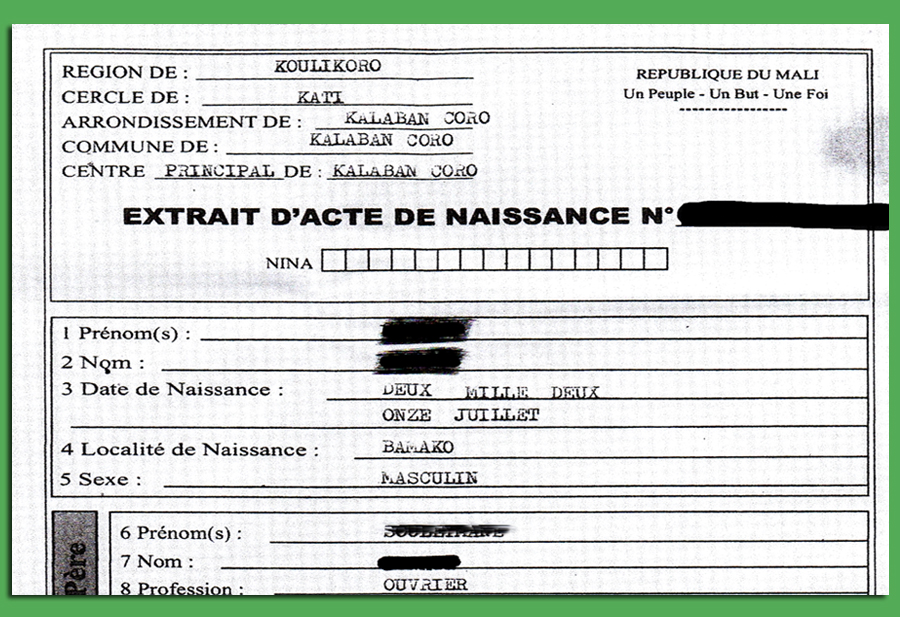 REGION DE : KOULIKORO
REPUBLIQUE DU MALI
CERCLE DE : KATI
Un Peuple - Un But - Une Foi
ARRONDISSEMENT DE : KALABAN CORO
COMMUNE DE : KALABAN CORO
CENTRE PRINCIPAL DE : KALABAN CORO
EXTRAIT D'ACTE DE NAISSANCE N°
NINA
1 Prénom(s) :
2 Nom :
3 Date de Naissance : DEUX MILLE DEUX
ONZE JUILLET
4 Localité de Naissance : BAMAKO
5 Sexe : MASCULIN
Père
6 Prénom(s) :
7 Nom :
8 Profession : OUVRIER